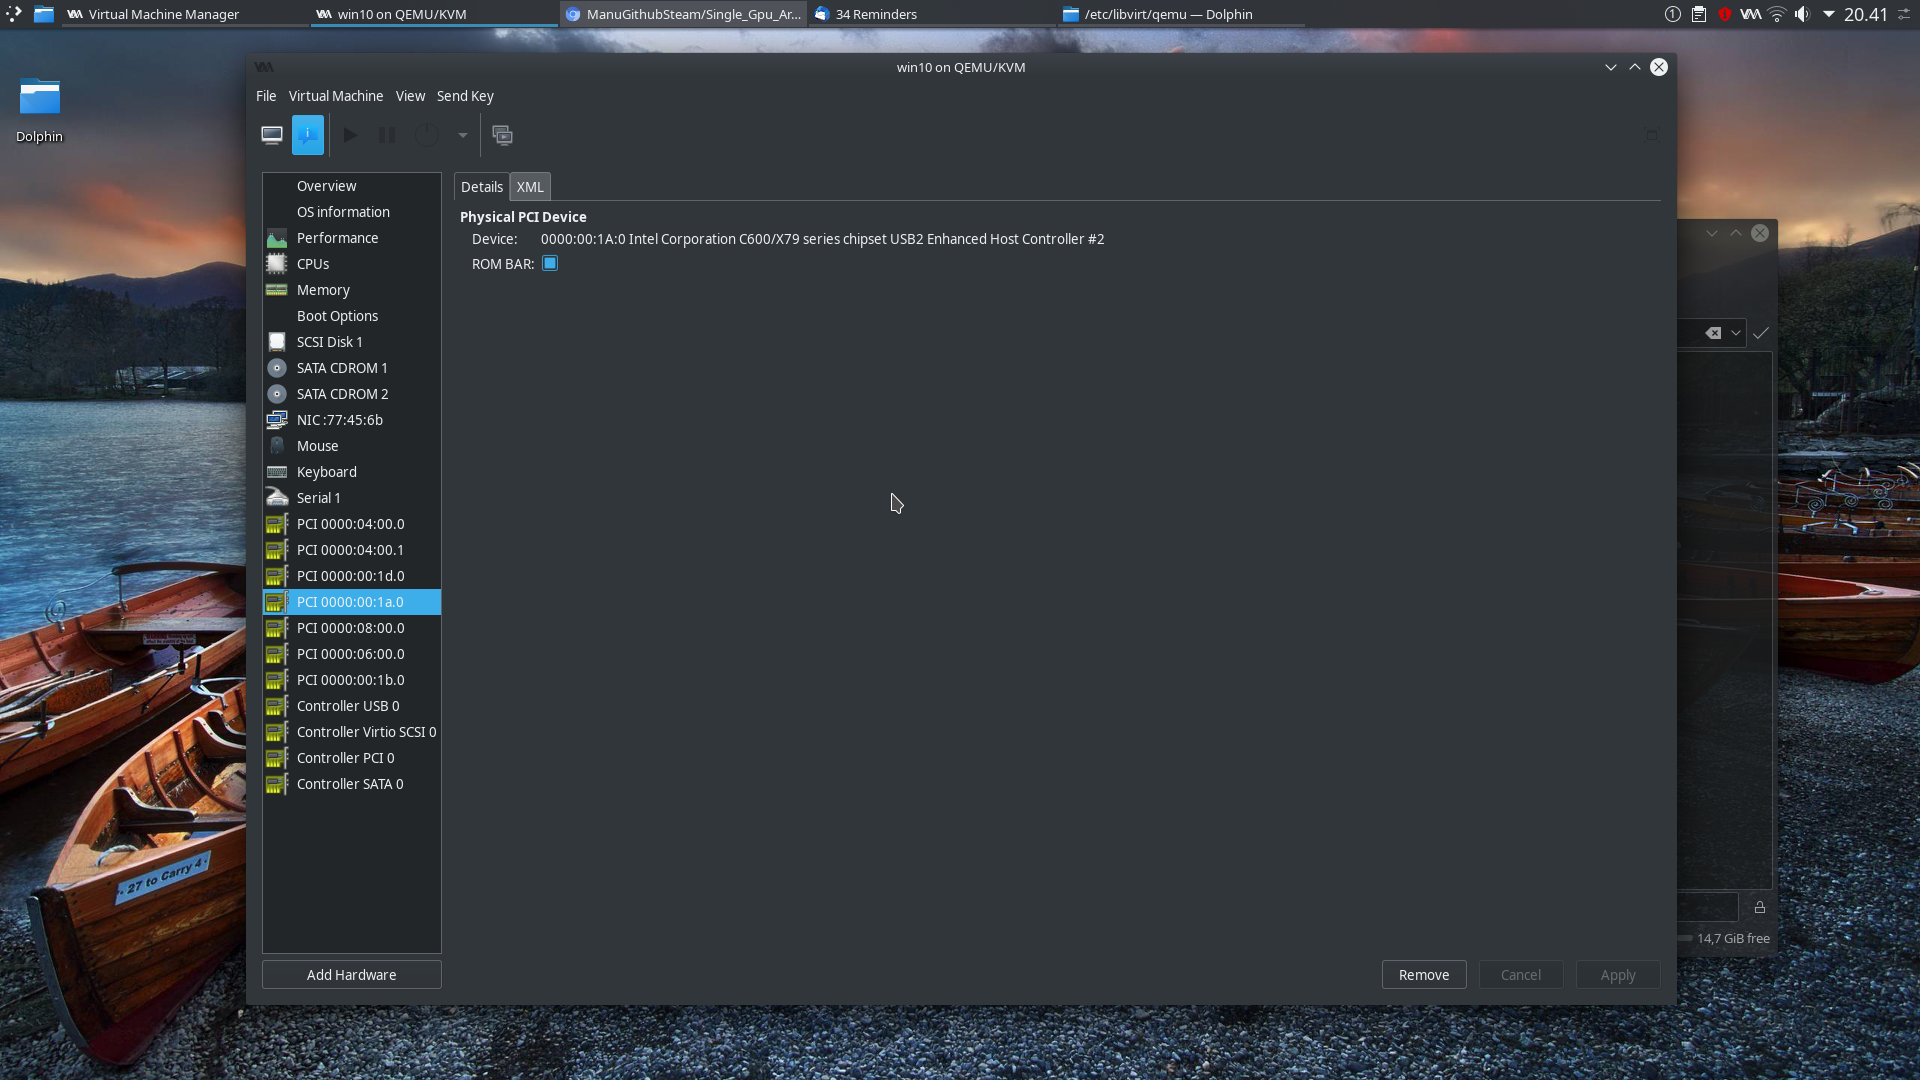 Virtual Machine Manager
win10 on QEMU/KVM
ManuGithubSteam/Single_Gpu_Ar...
34 Reminders
/etc/libvirt/qemu — Dolphin
1
20.41
Dolphin
win10 on QEMU/KVM
File Virtual Machine View Send Key
Overview
OS information
Performance
CPUs
Memory
Boot Options
SCSI Disk 1
SATA CDROM 1
SATA CDROM 2
NIC :77:45:6b
Mouse
Keyboard
Serial 1
PCI 0000:04:00.0
PCI 0000:04:00.1
PCI 0000:00:1d.0
PCI 0000:00:1a.0
PCI 0000:08:00.0
PCI 0000:06:00.0
PCI 0000:00:1b.0
Controller USB 0
Controller Virtio SCSI 0
Controller PCI 0
Controller SATA 0
Add Hardware
Details XML
Physical PCI Device
Device: 0000:00:1A:0 Intel Corporation C600/X79 series chipset USB2 Enhanced Host Controller #2
ROM BAR:
Remove Cancel Apply
14,7 GiB free
27 to Carry 4